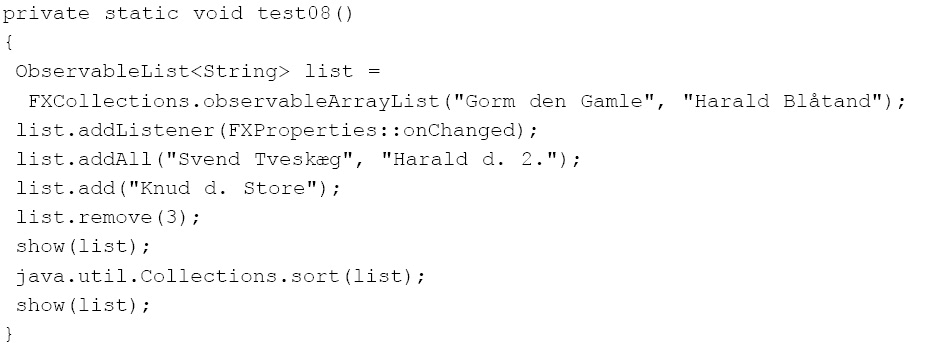 private static void test08()
{
 ObservableList<String> list =
  FXCollections.observableArrayList("Gorm den Gamle", "Harald Blåtand");
 list.addListener(FXProperties::onChanged);
 list.addAll("Svend Tveskæg", "Harald d. 2.");
 list.add("Knud d. Store");
 list.remove(3);
 show(list);
 java.util.Collections.sort(list);
 show(list);
}